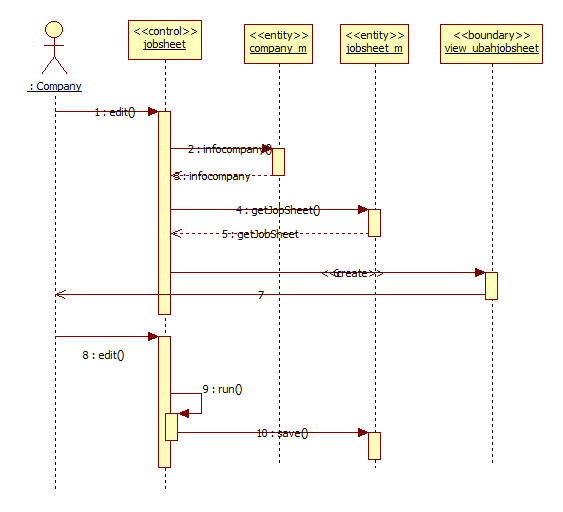 <<control>>
jobsheet
<<entity>>
company_m
<<entity>>
jobsheet_m
<<boundary>>
view_ubahjobsheet
: Company
1 : edit()
2 : infocompany()
3 : infocompany
4 : getJobSheet()
5 : getJobSheet
<<create>>
7
8 : edit()
9 : run()
10 : save()